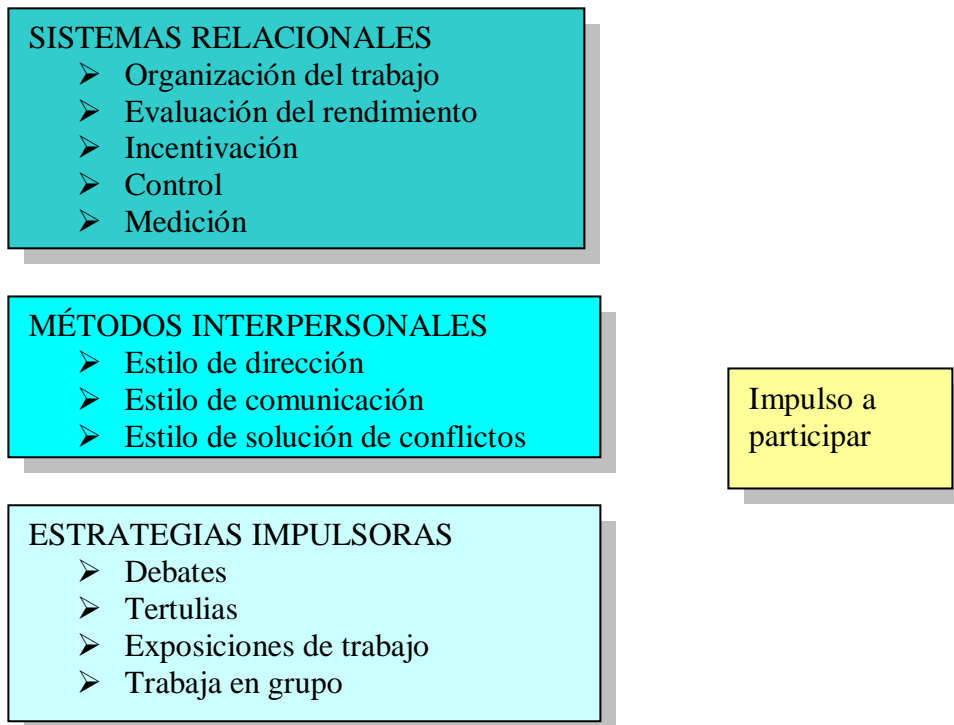 SISTEMAS RELACIONALES
➢ Organización del trabajo
➢ Evaluación del rendimiento
➢ Incentivación
➢ Control
➢ Medición
MÉTODOS INTERPERSONALES
➢ Estilo de dirección
➢ Estilo de comunicación
➢ Estilo de solución de conflictos
Impulso a
participar
ESTRATEGIAS IMPULSORAS
➢ Debates
➢ Tertulias
➢ Exposiciones de trabajo
➢ Trabaja en grupo